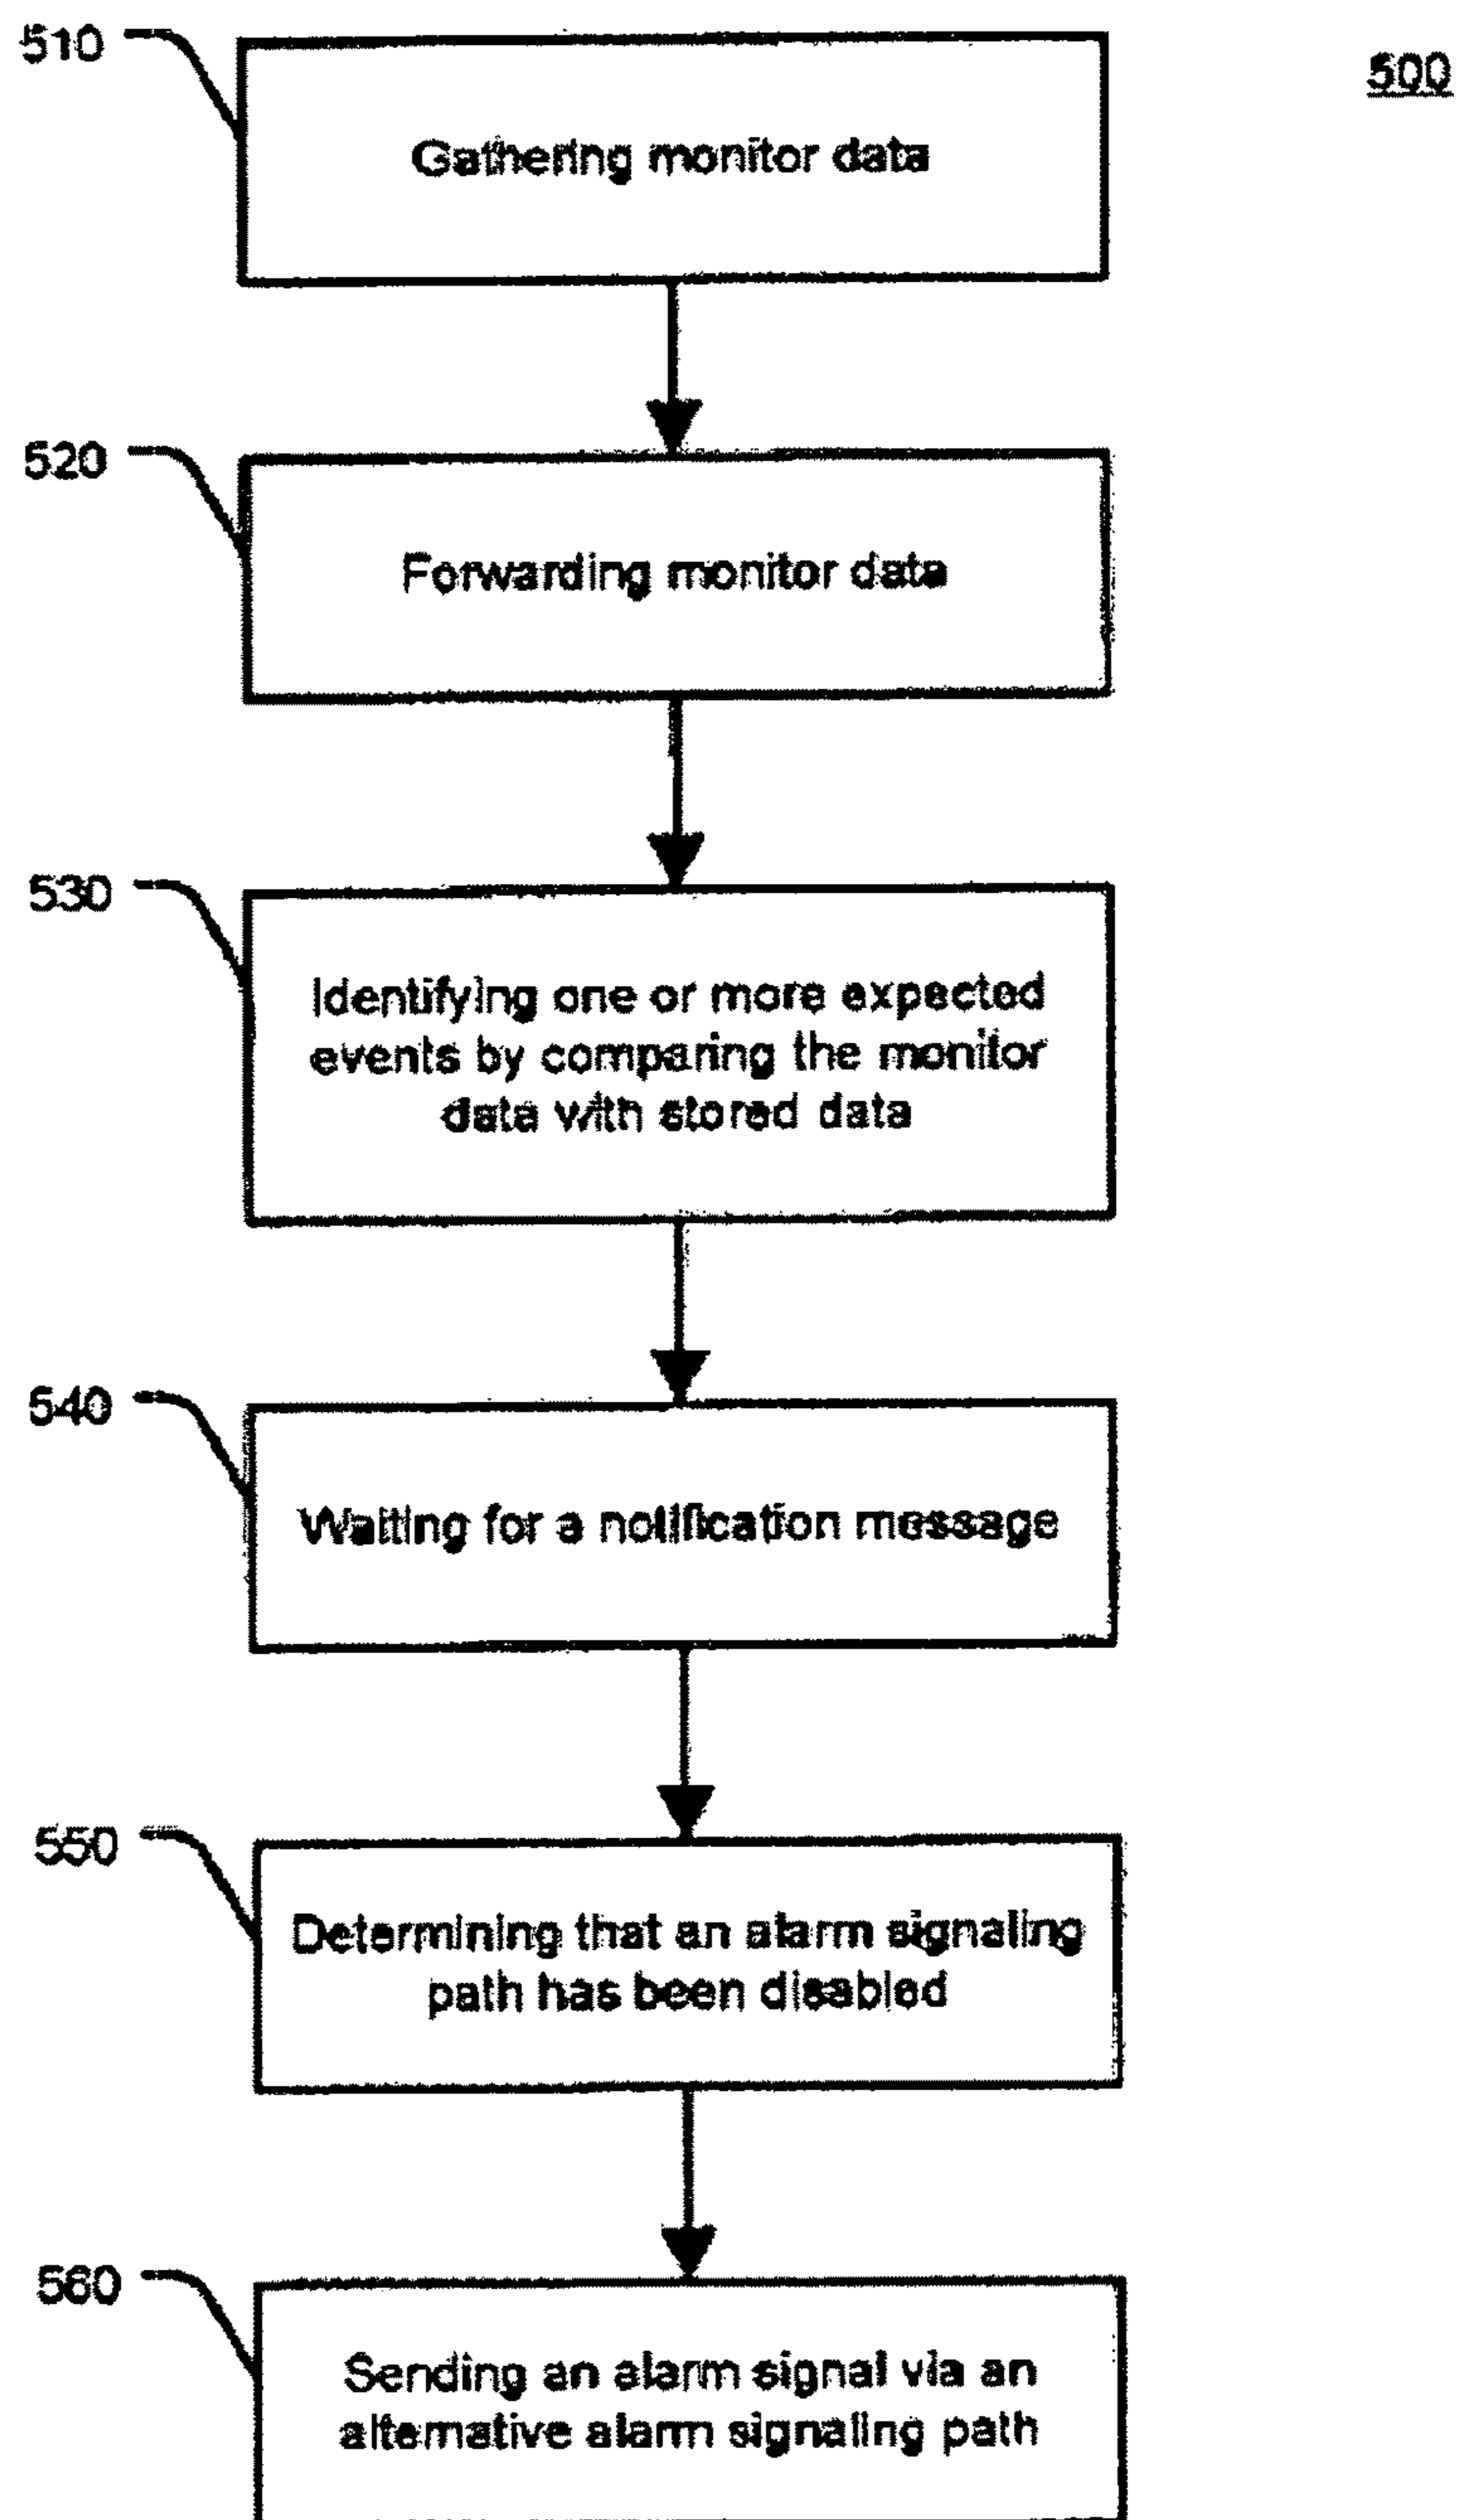 510
500
Gathering monitor data
520
Forwarding monitor data
530
Identifying one or more expected
events by comparing the monitor
data with stored data
540
Waiting for a notification message
550
Determining that an alarm signaling
path has been disabled
560
Sending an alarm signal via an
alternative alarm signaling path